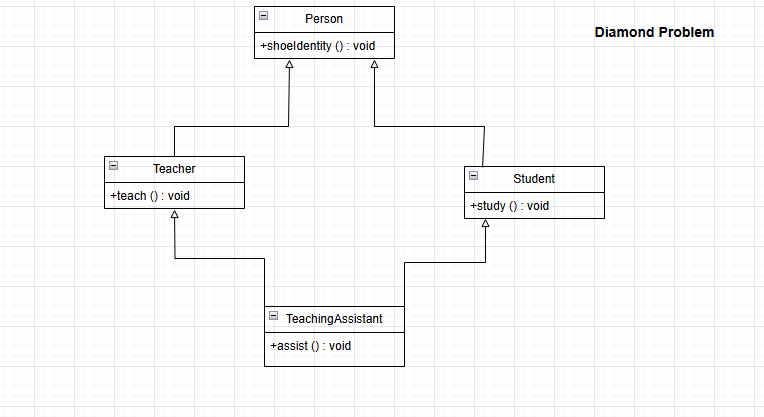 Person
Diamond Problem
+shoeIdentity () : void
Teacher
+teach () : void
Student
+study () : void
TeachingAssistant
+assist () : void